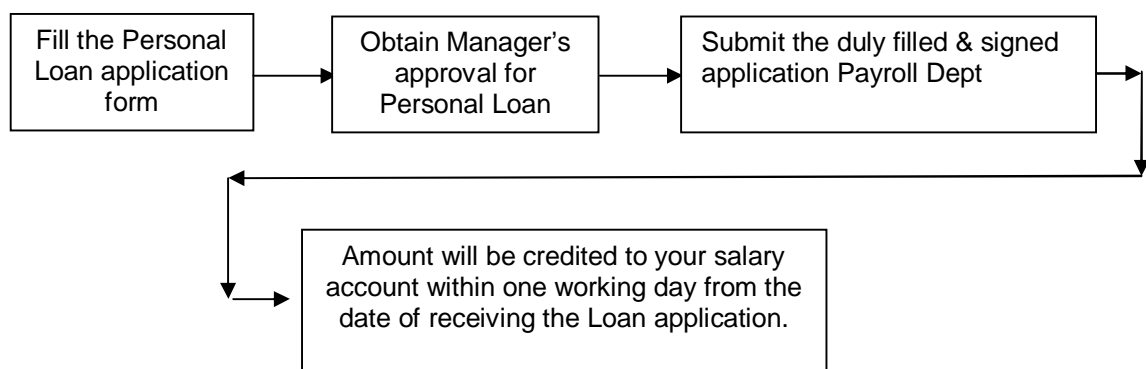 Fill the Personal
Loan application
form
Obtain Manager’s
approval for
Personal Loan
Submit the duly filled & signed
application Payroll Dept
Amount will be credited to your salary
account within one working day from the
date of receiving the Loan application.